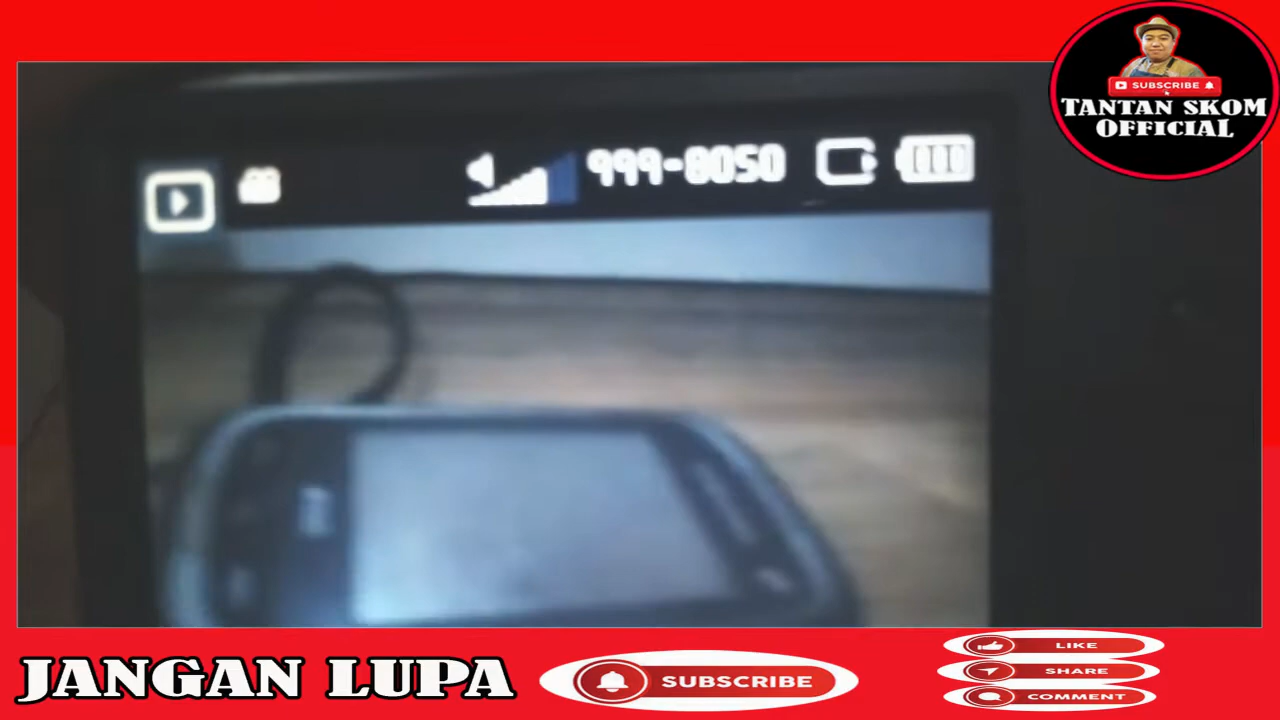 SUBSCRIBE
TANTAN SKOM
OFFICIAL
999-8050
JANGAN LUPA
SUBSCRIBE
LIKE
SHARE
COMMENT